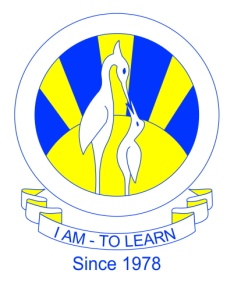 I AM - TO LEARN
Since 1978